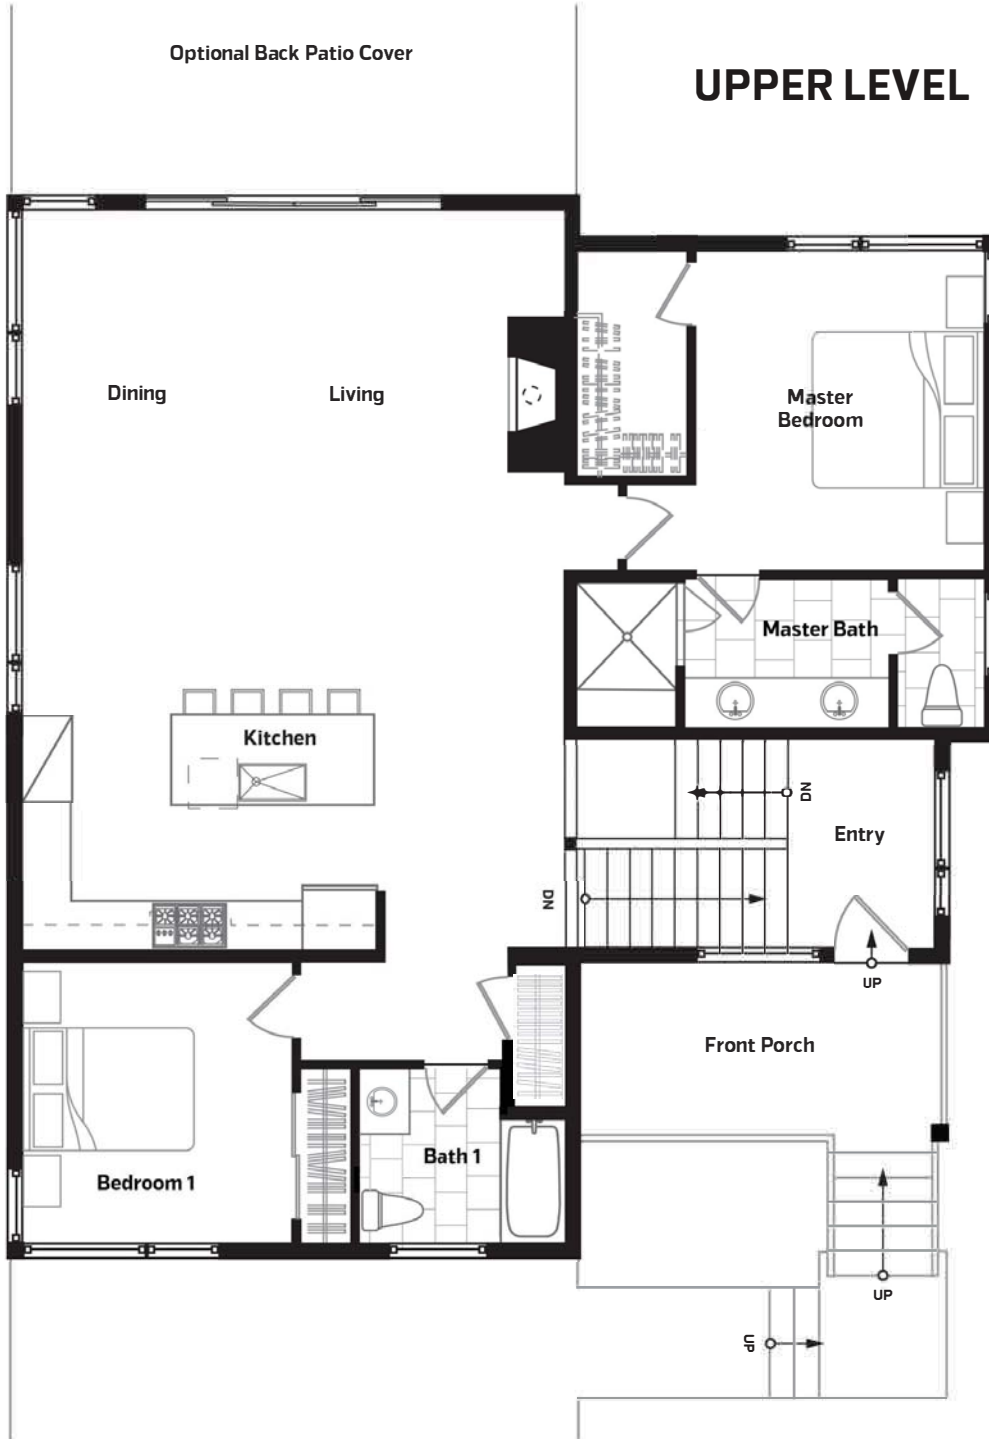 Optional Back Patio Cover
UPPER LEVEL
Dining
Living
Master
Bedroom
Master Bath
Kitchen
DN
Entry
DN
UP
Front Porch
Bath 1
Bedroom 1
UP
UP